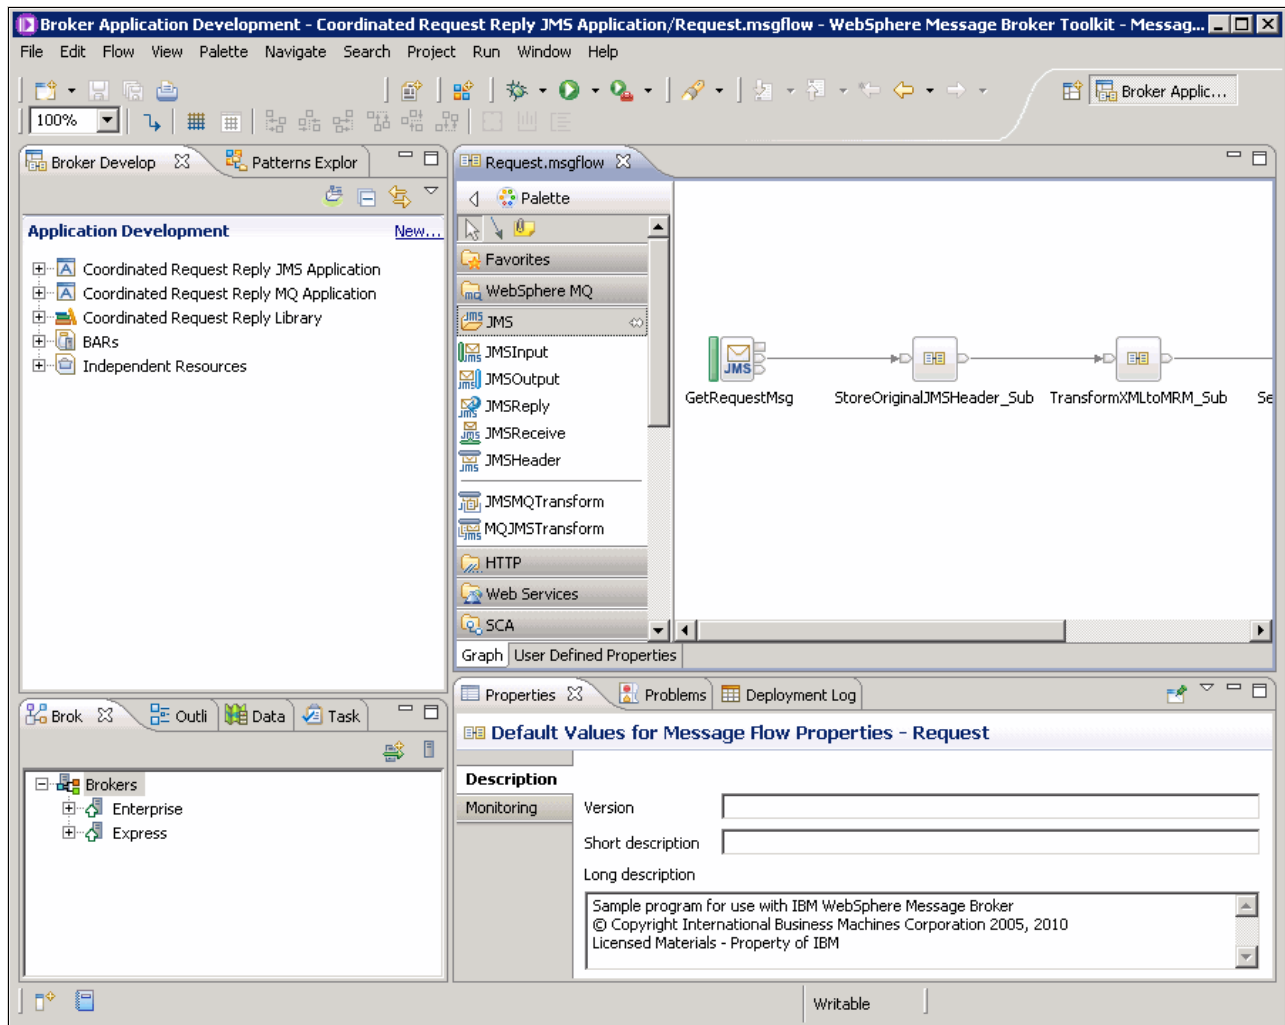 Broker Application Development - Coordinated Request Reply JMS Application/Request.msgflow - WebSphere Message Broker Toolkit - Messag...
File Edit Flow View Palette Navigate Search Project Run Window Help
Broker Applic...
100%
Broker Develop
Patterns Explor
Application Development
New...
Coordinated Request Reply JMS Application
Coordinated Request Reply MQ Application
Coordinated Request Reply Library
BARs
Independent Resources
Request.msgflow
Palette
Favorites
WebSphere MQ
JMS
JMSInput
JMSOutput
JMSReply
JMSReceive
JMSHeader
JMSMQTransform
MQJMSTransform
HTTP
Web Services
SCA
JMS
GetRequestMsg
StoreOriginalJMSHeader_Sub
TransformXMLtoMRM_Sub
Se
Graph
User Defined Properties
Brok
Outli
Data
Task
Brokers
Enterprise
Express
Properties
Problems
Deployment Log
Default Values for Message Flow Properties - Request
Description
Monitoring
Version
Short description
Long description
Sample program for use with IBM WebSphere Message Broker
© Copyright International Business Machines Corporation 2005, 2010
Licensed Materials - Property of IBM
Writable